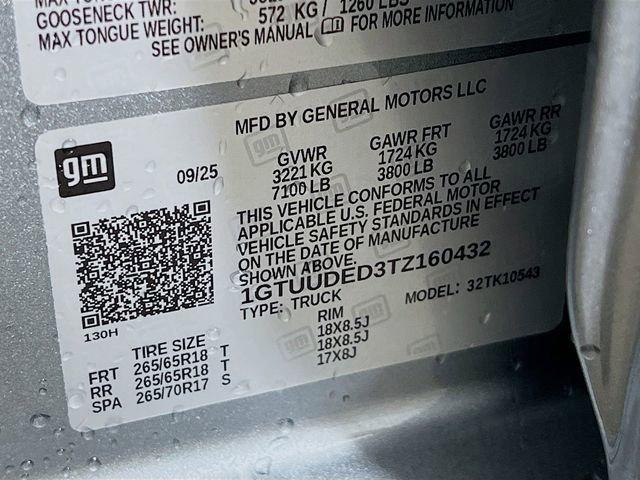 GOOSENECK TWR:
572 KG / 1260 LBS
MAX TONGUE WEIGHT:
SEE OWNER'S MANUAL FOR MORE INFORMATION
MFD BY GENERAL MOTORS LLC
gm
09/25
GVWR GAWR FRT GAWR RR
3221 KG 1724 KG 1724 KG
7100 LB 3800 LB 3800 LB
THIS VEHICLE CONFORMS TO ALL
APPLICABLE U.S. FEDERAL MOTOR
VEHICLE SAFETY STANDARDS IN EFFECT
ON THE DATE OF MANUFACTURE
SHOWN ABOVE.
1GTUUDED3TZ160432
TYPE: TRUCK MODEL: 32TK10543
130H
TIRE SIZE RIM
FRT 265/65R18 T 18X8.5J
RR 265/65R18 T 18X8.5J
SPA 265/70R17 S 17X8J